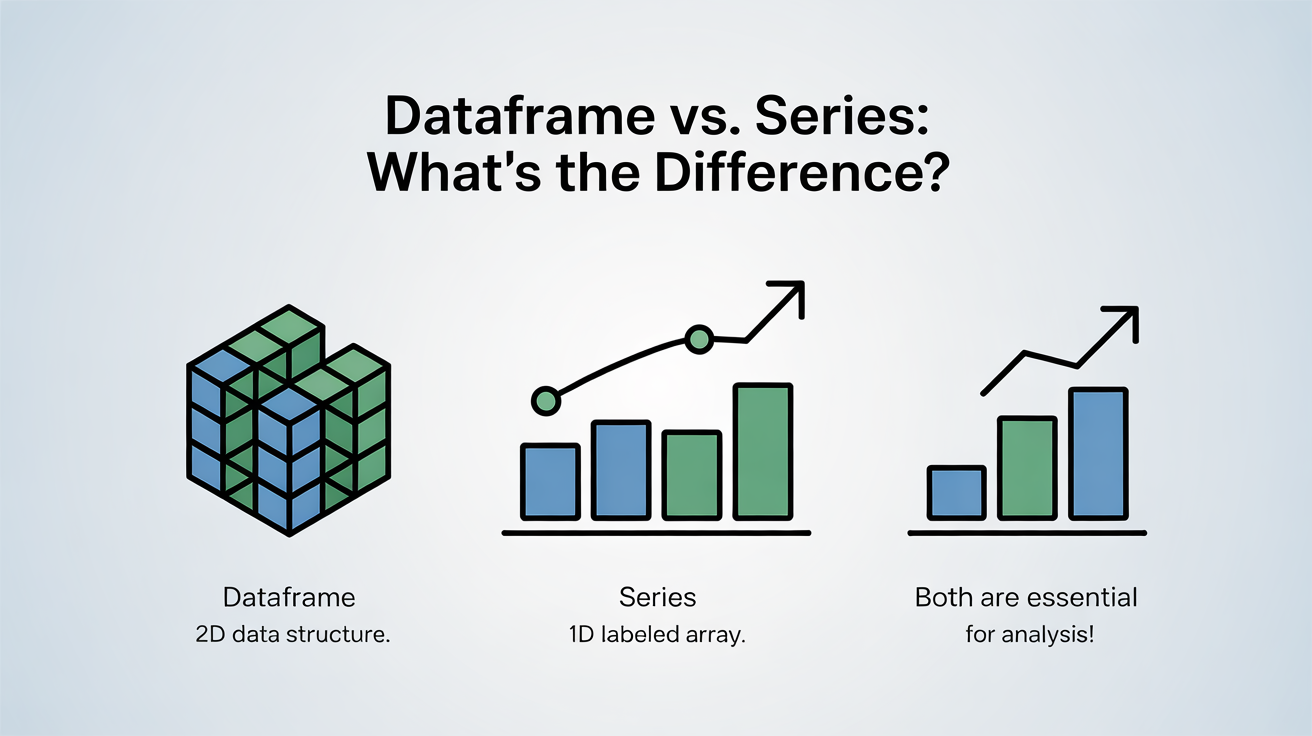 Dataframe vs. Series:
What's the Difference?
Dataframe
2D data structure.
Series
1D labeled array.
Both are essential
for analysis!